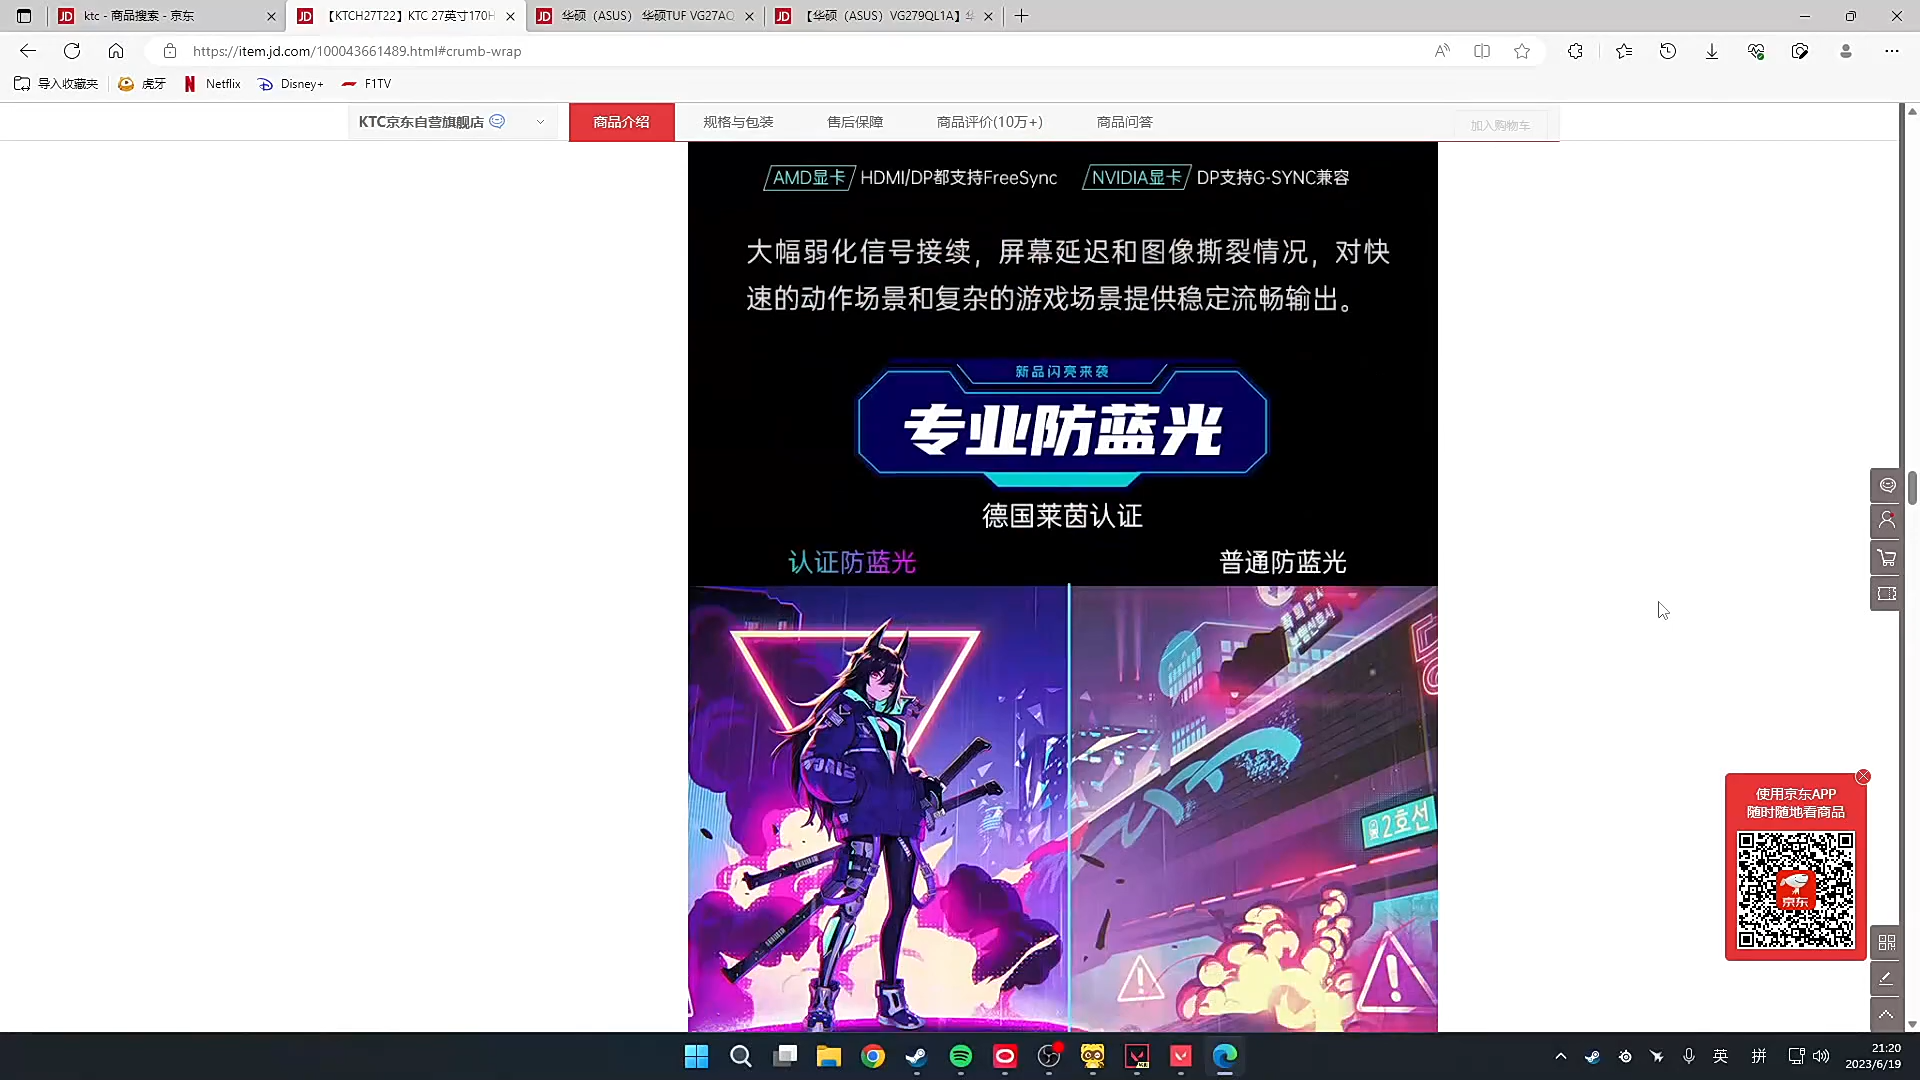 ktc - 商品搜索 - 京东
【KTCH27T22】KTC 27英寸170H
华硕（ASUS） 华硕TUF VG27AQ
【华硕（ASUS）VG279QL1A】华
https://item.jd.com/100043661489.html#crumb-wrap
导入收藏夹
虎牙
Netflix
Disney+
F1TV
KTC京东自营旗舰店
商品介绍
规格与包装
售后保障
商品评价(10万+)
商品问答
加入购物车
AMD显卡 HDMI/DP都支持FreeSync
NVIDIA显卡 DP支持G-SYNC兼容
大幅弱化信号接续，屏幕延迟和图像撕裂情况，对快
速的动作场景和复杂的游戏场景提供稳定流畅输出。
新品闪亮来袭
专业防蓝光
德国莱茵认证
认证防蓝光
普通防蓝光
2호선
使用京东APP
随时随地看商品
京东
英
拼
21:20
2023/6/19